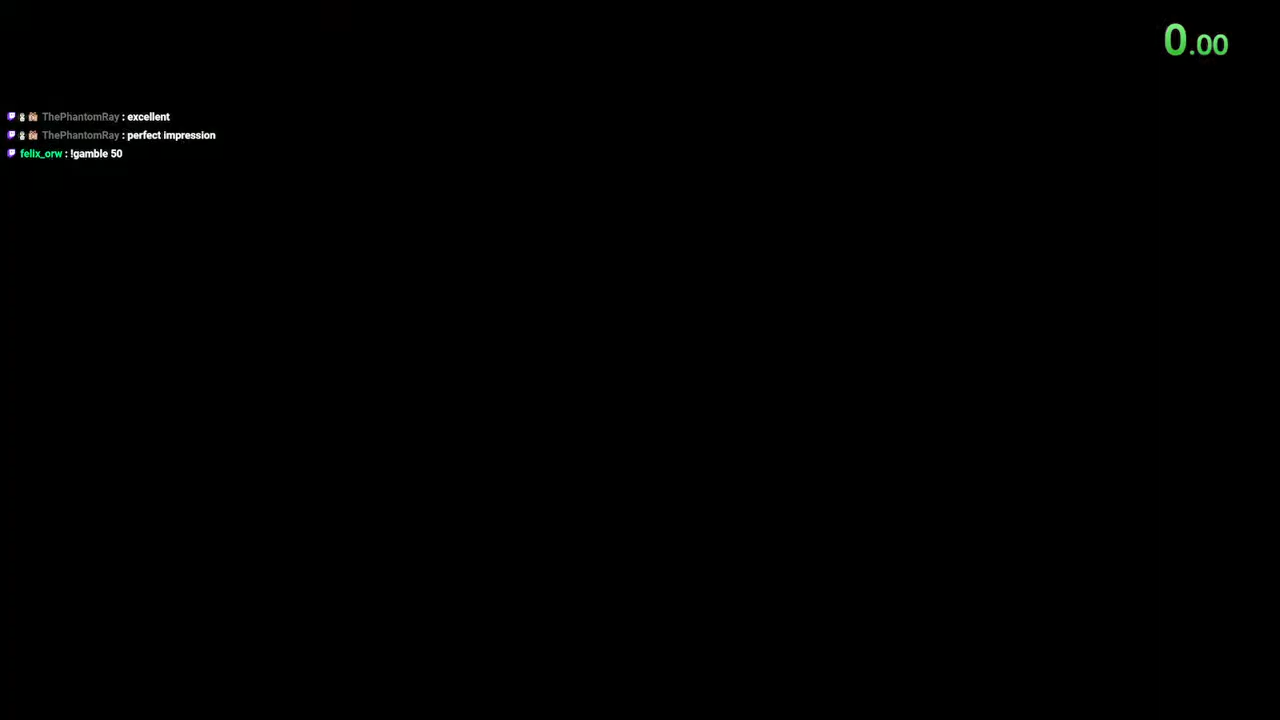 0.00
ThePhantomRay : excellent
ThePhantomRay : perfect impression
felix_orw : !gamble 50